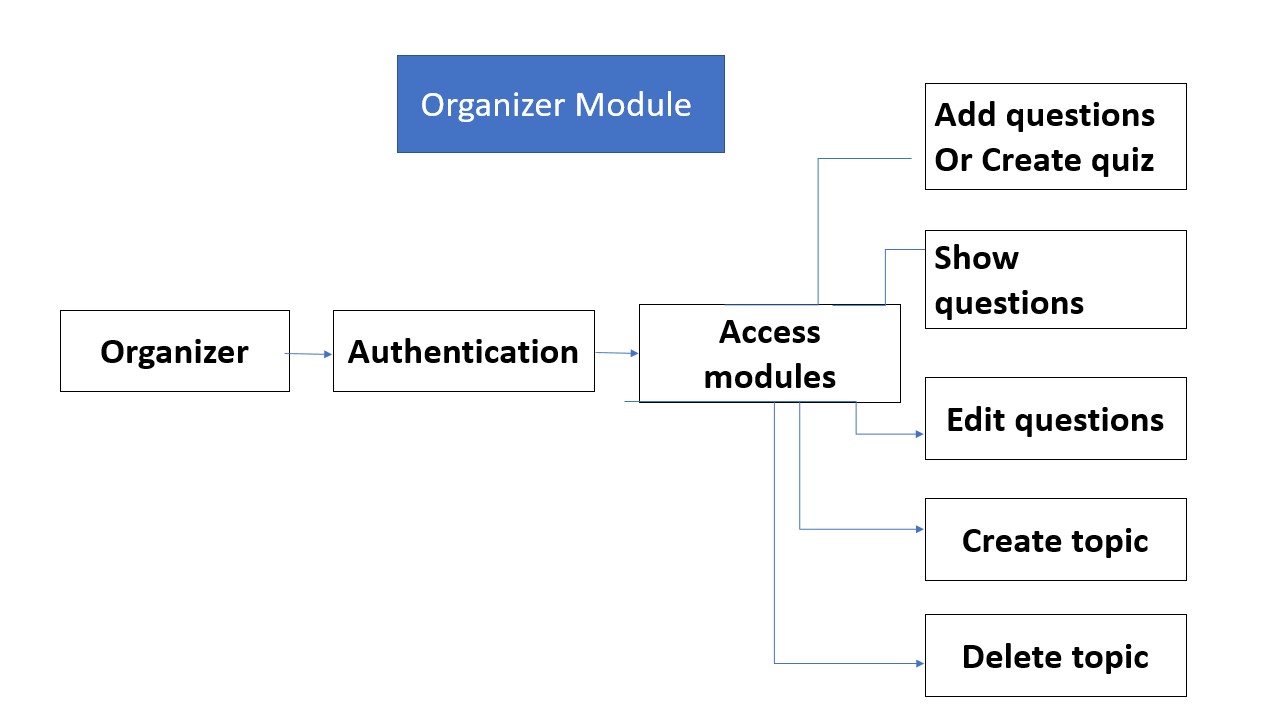 Organizer Module
Add questions
Or Create quiz
Show
questions
Organizer
Authentication
Access
modules
Edit questions
Create topic
Delete topic